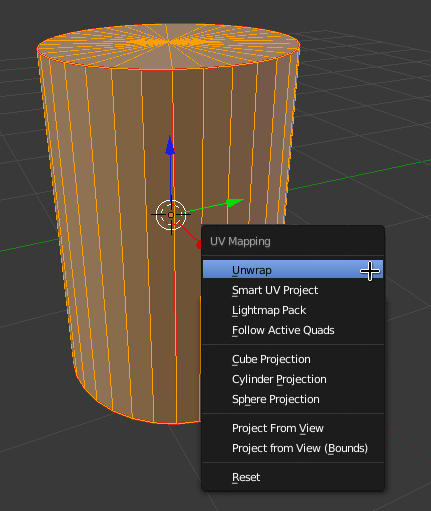 UV Mapping
Unwrap
Smart UV Project
Lightmap Pack
Follow Active Quads
Cube Projection
Cylinder Projection
Sphere Projection
Project From View
Project from View (Bounds)
Reset